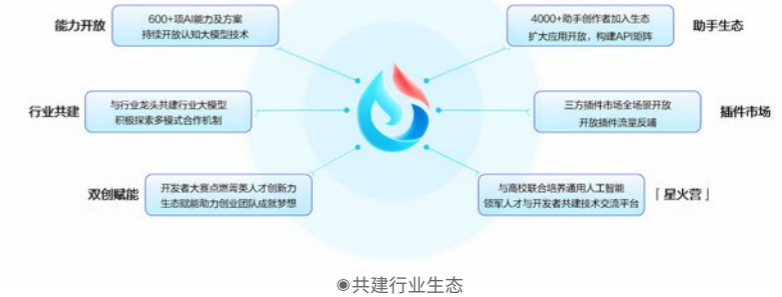 能力开放
600+项AI能力及方案
持续开放认知大模型技术
4000+助手创作者加入生态
扩大应用开放，构建API矩阵
助手生态
行业共建
与行业龙头共建行业大模型
积极探索多模式合作机制
三方插件市场全场景开放
开放插件流量反哺
插件市场
双创赋能
开发者大赛点燃菁英人才创新力
生态赋能助力创业团队成就梦想
与高校联合培养通用人工智能
领军人才与开发者共建技术交流平台
「星火营」
◉共建行业生态